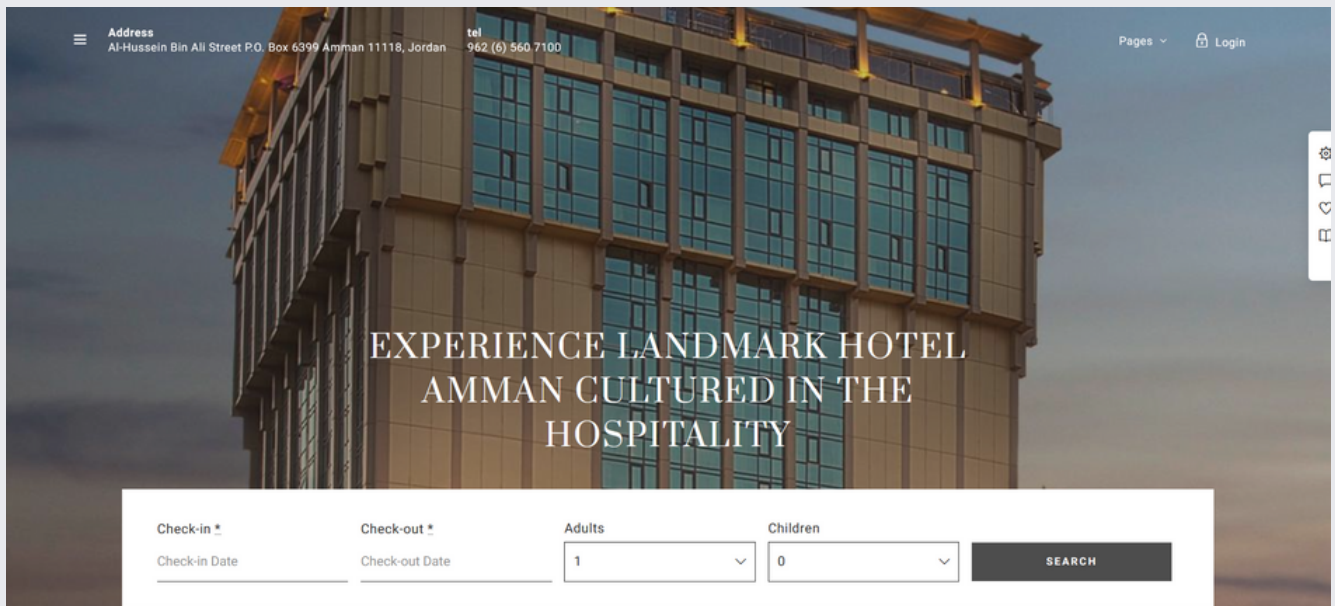 Address
Al-Hussein Bin Ali Street P.O. Box 6399 Amman 11118, Jordan
tel
962 (6) 560 7100
Pages
Login
EXPERIENCE LANDMARK HOTEL
AMMAN CULTURED IN THE
HOSPITALITY
Check-in *
Check-in Date
Check-out *
Check-out Date
Adults
1
Children
0
SEARCH